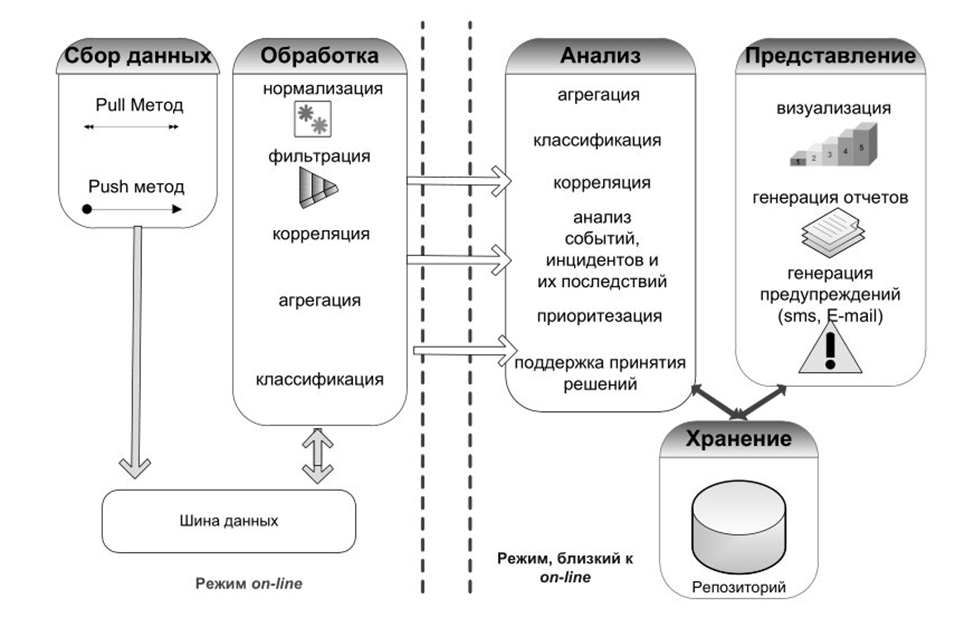 Сбор данных
Pull Метод
Push метод
Обработка
нормализация
фильтрация
корреляция
агрегация
классификация
Шина данных
Режим on-line
Анализ
агрегация
классификация
корреляция
анализ
событий,
инцидентов и
их последствий
приоритезация
поддержка принятия
решений
Представление
визуализация
1 2 3 4 5
генерация отчетов
генерация
предупреждений
(sms, E-mail)
Хранение
Репозиторий
Режим, близкий к
on-line